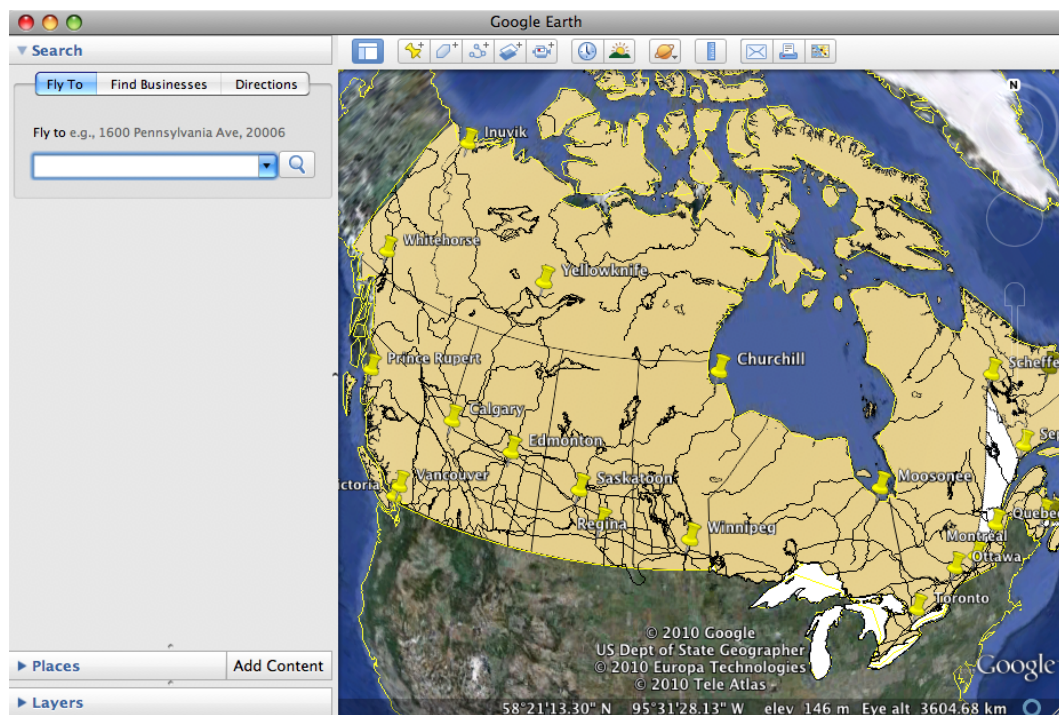 Google Earth
Search
Fly To
Find Businesses
Directions
Fly to e.g., 1600 Pennsylvania Ave, 20006
Places
Add Content
Layers
N
Inuvik
Whitehorse
Yellowknife
Prince Rupert
Churchill
Scheffe
Calgary
Edmonton
Se
Vancouver
ictoria
Saskatoon
Moosonee
Regina
Winnipeg
Quebec
Montreal
Ottawa
Toronto
© 2010 Google
US Dept of State Geographer
© 2010 Europa Technologies
© 2010 Tele Atlas
Google
58°21'13.30" N 95°31'28.13" W elev 146 m Eye alt 3604.68 km